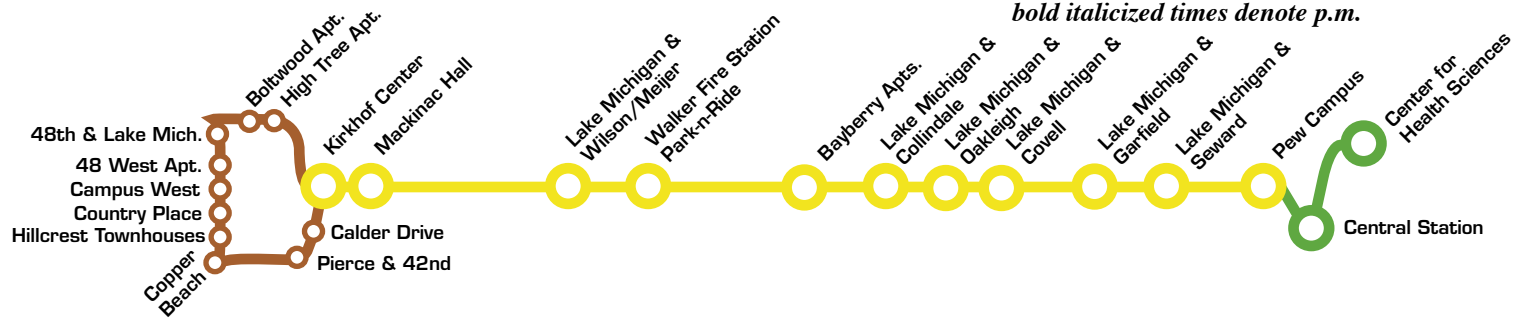 bold italicized times denote p.m.
Boltwood Apt.
High Tree Apt.
Kirkhof Center
Mackinac Hall
Lake Michigan &
Wilson/Meijer
Walker Fire Station
Park-n-Ride
Bayberry Apts.
Lake Michigan &
Collindale
Lake Michigan &
Oakleigh
Lake Michigan &
Covell
Lake Michigan &
Garfield
Lake Michigan &
Seward
Pew Campus
Center for
Health Sciences
48th & Lake Mich.
48 West Apt.
Campus West
Country Place
Hillcrest Townhouses
Copper
Beach
Calder Drive
Pierce & 42nd
Central Station